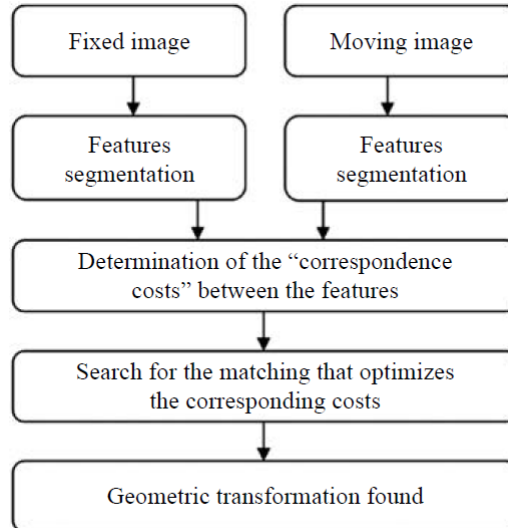 Fixed image
Moving image
Features
segmentation
Features
segmentation
Determination of the “correspondence
costs” between the features
Search for the matching that optimizes
the corresponding costs
Geometric transformation found